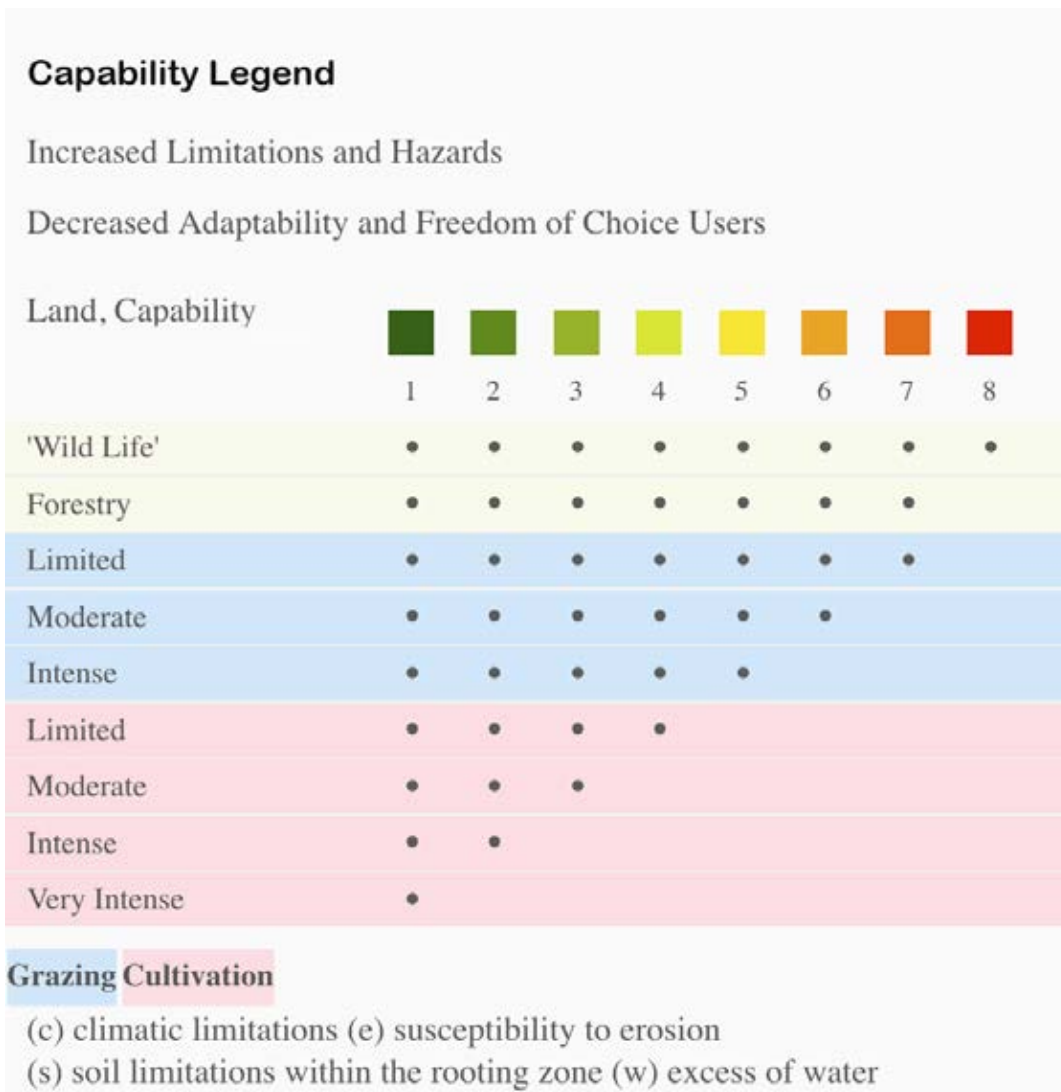 Capability Legend
Increased Limitations and Hazards
Decreased Adaptability and Freedom of Choice Users
Land, Capability
1 2 3 4 5 6 7 8
'Wild Life'
Forestry
Limited
Moderate
Intense
Limited
Moderate
Intense
Very Intense
Grazing Cultivation
(c) climatic limitations (e) susceptibility to erosion
(s) soil limitations within the rooting zone (w) excess of water